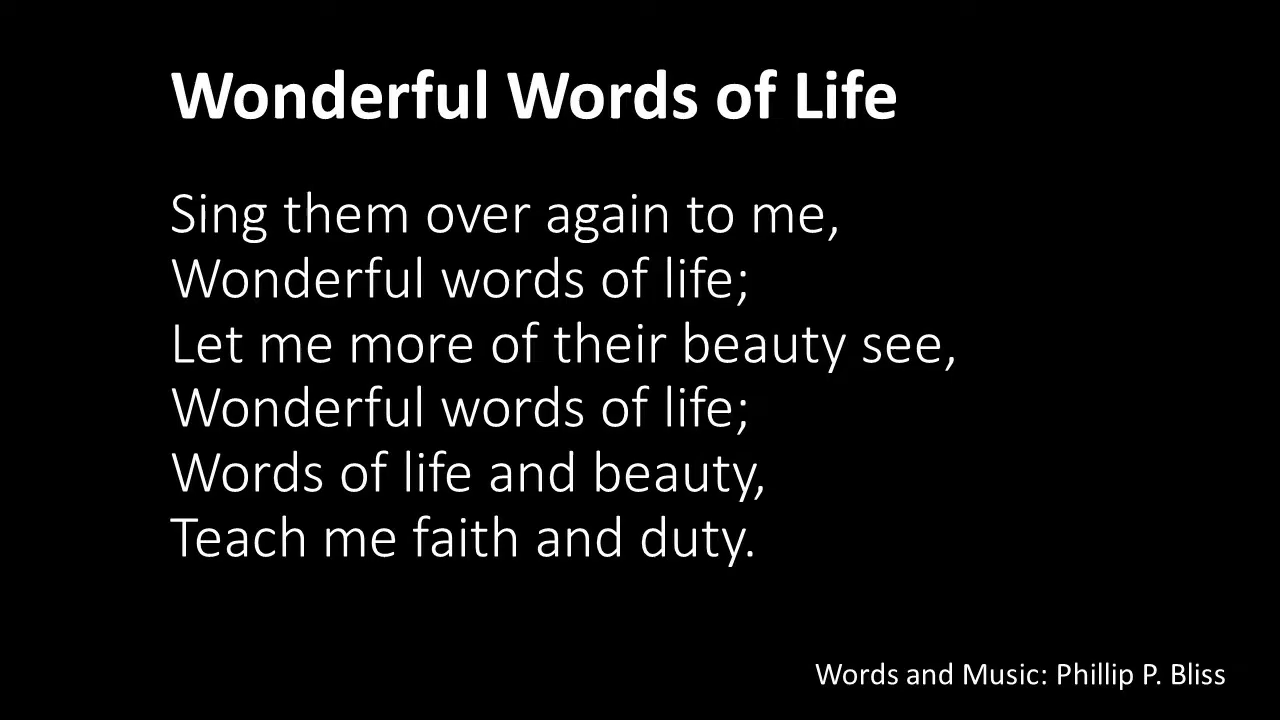 Wonderful Words of Life
Sing them over again to me,
Wonderful words of life;
Let me more of their beauty see,
Wonderful words of life;
Words of life and beauty,
Teach me faith and duty.
Words and Music: Phillip P. Bliss